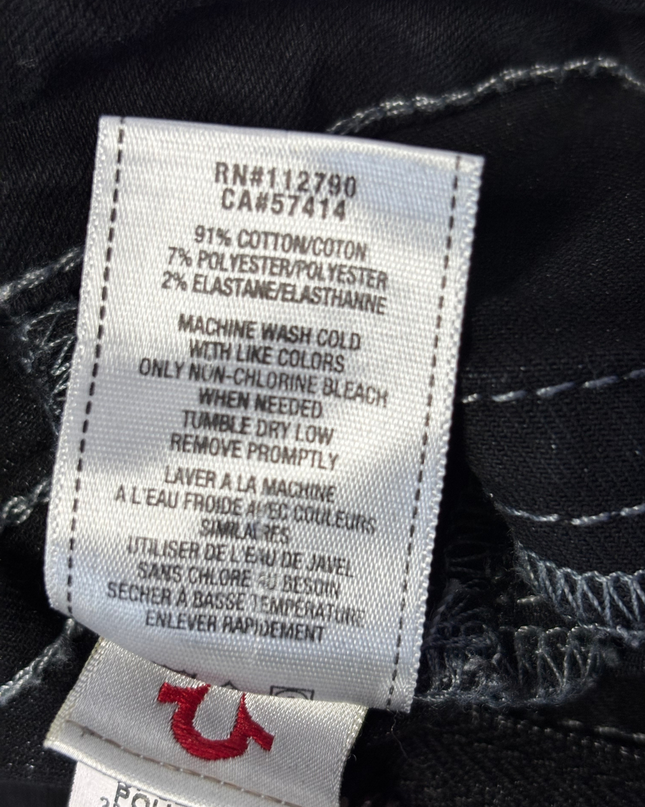 RN#112790
CA#57414
91% COTTON/COTON
7% POLYESTER/POLYESTER
2% ELASTANE/ELASTHANNE
MACHINE WASH COLD
WITH LIKE COLORS
ONLY NON-CHLORINE BLEACH
WHEN NEEDED
TUMBLE DRY LOW
REMOVE PROMPTLY
LAVER A LA MACHINE
A L'EAU FROIDE AVEC COULEURS
SIMILAIRES
UTILISER DE L'EAU DE JAVEL
SANS CHLORE AU BESOIN
SECHER A BASSE TEMPERATURE
ENLEVER RAPIDEMENT